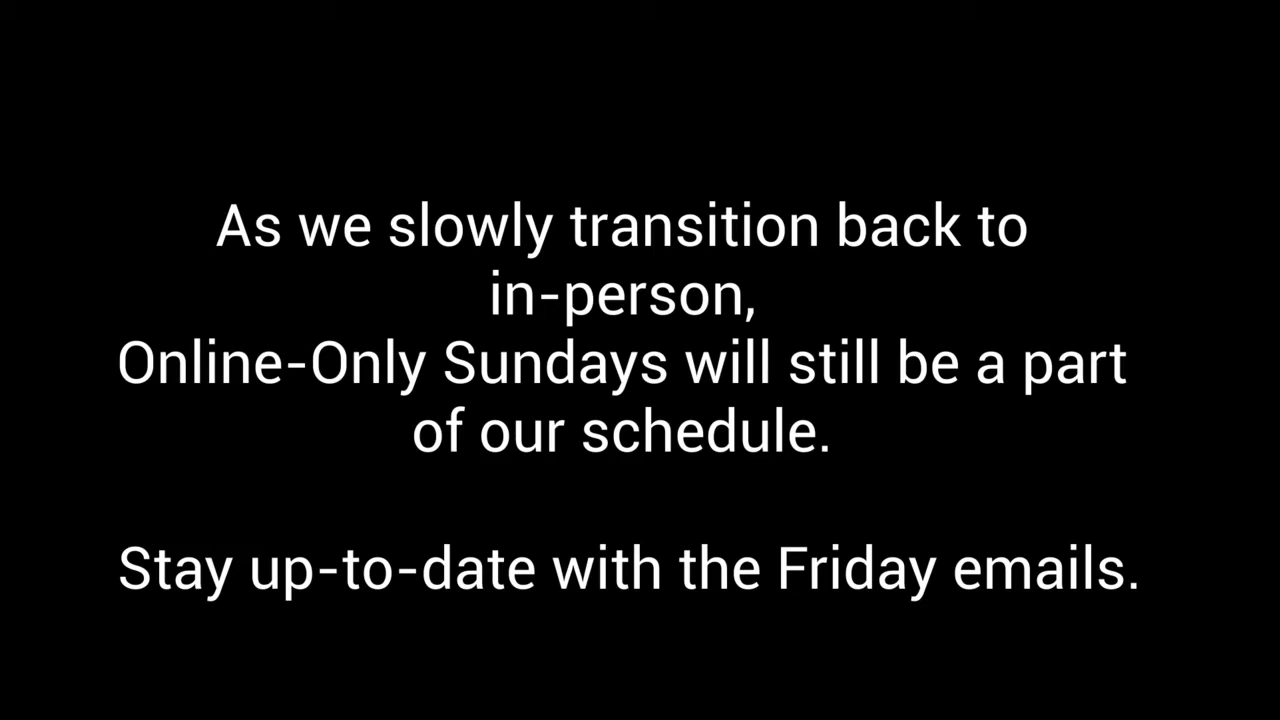 As we slowly transition back to
in-person,
Online-Only Sundays will still be a part
of our schedule.
Stay up-to-date with the Friday emails.